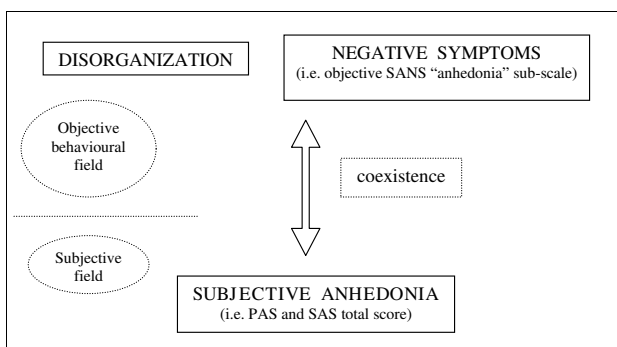 DISORGANIZATION
NEGATIVE SYMPTOMS
(i.e. objective SANS “anhedonia” sub-scale)
Objective
behavioural
field
coexistence
Subjective
field
SUBJECTIVE ANHEDONIA
(i.e. PAS and SAS total score)